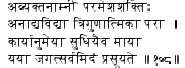 अव्यक्तनाम्नी परमेशशक्तिः
अनाद्यविद्या त्रिगुणात्मिका परा ।
कार्यानुमेया सुधियैव माया
यया जगत्सर्वमिदं प्रसूयते ॥१०८॥